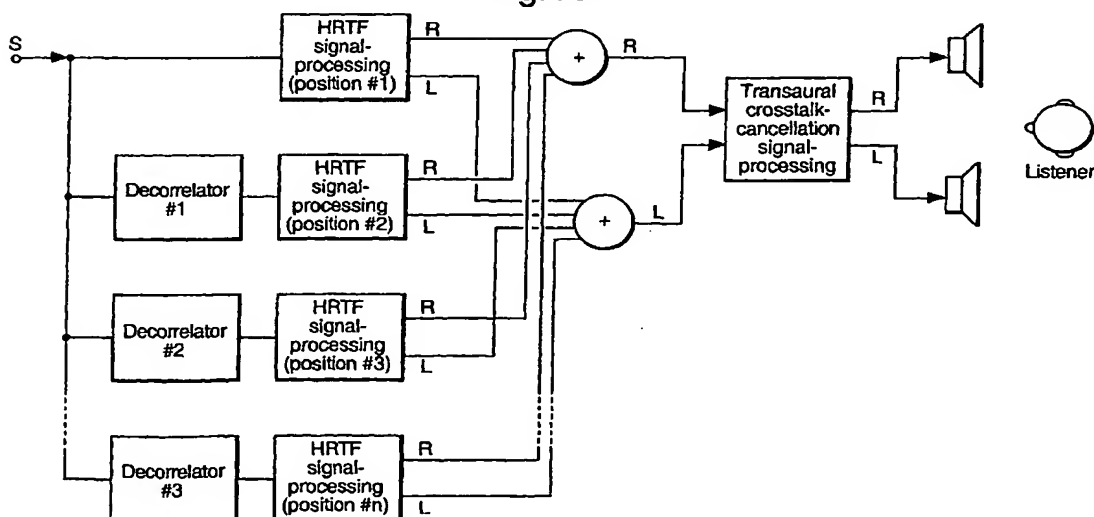 S
HRTF
signal-
processing
(position #1)
R
L
+
R
Transaural
crosstalk-
cancellation
signal-
processing
R
L
Listener
Decorrelator
#1
HRTF
signal-
processing
(position #2)
R
L
+
L
Decorrelator
#2
HRTF
signal-
processing
(position #3)
R
L
Decorrelator
#3
HRTF
signal-
processing
(position #n)
R
L